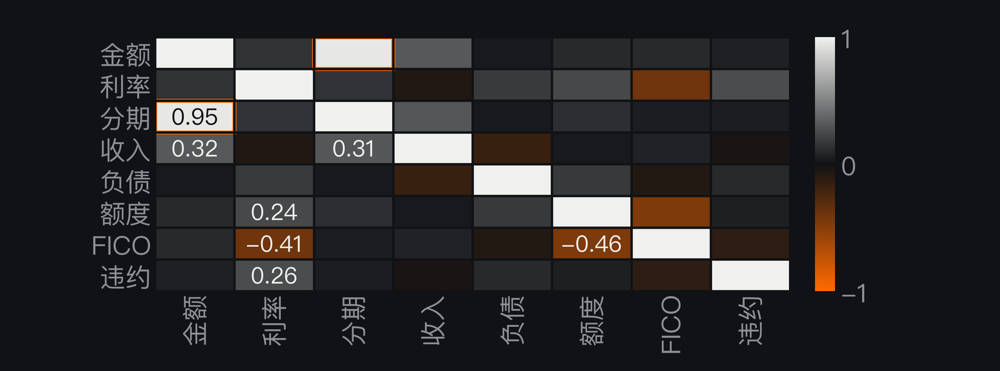 1
金额
利率
分期 0.95
收入 0.32 0.31
0
负债
额度 0.24
FICO −0.41 −0.46
违约 0.26
−1
金额 利率 分期 收入 负债 额度 FICO 违约